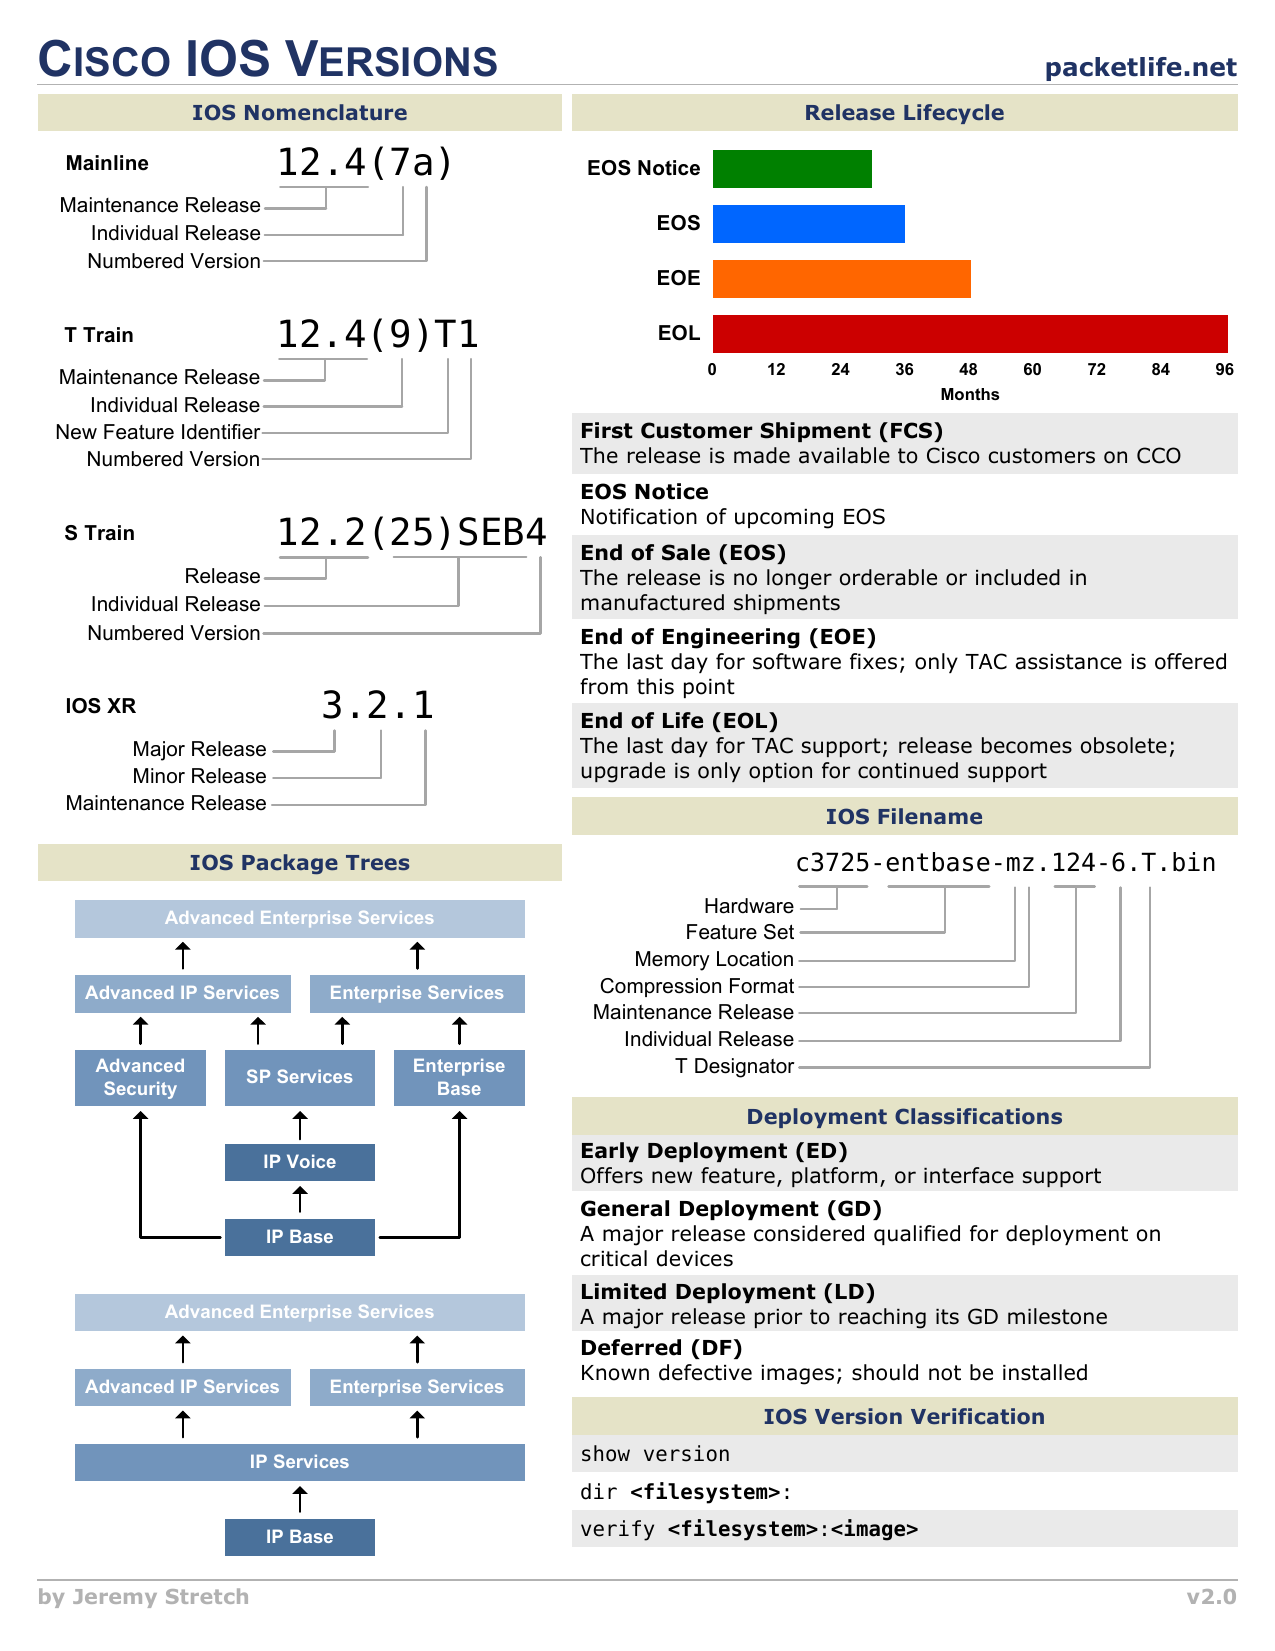 CISCO IOS VERSIONS
packetlife.net
IOS Nomenclature
Mainline
12.4(7a)
Maintenance Release
Individual Release
Numbered Version
T Train
12.4(9)T1
Maintenance Release
Individual Release
New Feature Identifier
Numbered Version
S Train
12.2(25)SEB4
Release
Individual Release
Numbered Version
IOS XR
3.2.1
Major Release
Minor Release
Maintenance Release
IOS Package Trees
Advanced Enterprise Services
Advanced IP Services
Enterprise Services
Advanced
Security
SP Services
Enterprise
Base
IP Voice
IP Base
Advanced Enterprise Services
Advanced IP Services
Enterprise Services
IP Services
IP Base
Release Lifecycle
EOS Notice
EOS
EOE
EOL
0 12 24 36 48 60 72 84 96
Months
First Customer Shipment (FCS)
The release is made available to Cisco customers on CCO
EOS Notice
Notification of upcoming EOS
End of Sale (EOS)
The release is no longer orderable or included in
manufactured shipments
End of Engineering (EOE)
The last day for software fixes; only TAC assistance is offered
from this point
End of Life (EOL)
The last day for TAC support; release becomes obsolete;
upgrade is only option for continued support
IOS Filename
c3725-entbase-mz.124-6.T.bin
Hardware
Feature Set
Memory Location
Compression Format
Maintenance Release
Individual Release
T Designator
Deployment Classifications
Early Deployment (ED)
Offers new feature, platform, or interface support
General Deployment (GD)
A major release considered qualified for deployment on
critical devices
Limited Deployment (LD)
A major release prior to reaching its GD milestone
Deferred (DF)
Known defective images; should not be installed
IOS Version Verification
show version
dir <filesystem>:
verify <filesystem>:<image>
by Jeremy Stretch
v2.0